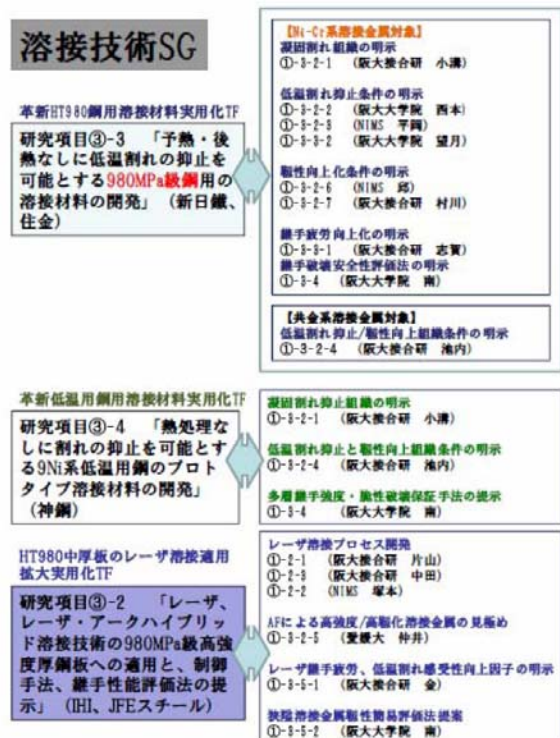 溶接技術SG
革新HT980鋼用溶接材料実用化TF
研究項目③-3 「予熱・後
熱なしに低温割れの抑止を
可能とする980MPa級鋼用の
溶接材料の開発」(新日鐵、
住金)
【Ni-Cr系溶接金属対象】
凝固割れ組織の明示
①-3-2-1 (阪大接合研 小溝)
低温割れ抑止条件の明示
①-3-2-2 (阪大大学院 西本)
①-3-2-3 (NIMS 平岡)
①-3-3-2 (阪大大学院 望月)
靱性向上化条件の明示
①-3-2-6 (NIMS 邱)
①-3-2-7 (阪大接合研 村川)
継手疲労向上化の明示
①-3-3-1 (阪大接合研 志賀)
継手破壊安全性評価法の明示
①-3-4 (阪大大学院 南)
【共金系溶接金属対象】
低温割れ抑止/靱性向上組織条件の明示
①-3-2-4 (阪大接合研 池内)
革新低温用鋼用溶接材料実用化TF
研究項目③-4 「熱処理な
しに割れの抑止を可能とす
る9Ni系低温用鋼のプロト
タイプ溶接材料の開発」
(神鋼)
凝固割れ抑止組織の明示
①-3-2-1 (阪大接合研 小溝)
低温割れ抑止と靱性向上組織条件の明示
①-3-2-4 (阪大接合研 池内)
多層継手強度・脆性破壊保証手法の提示
①-3-4 (阪大大学院 南)
HT980中厚板のレーザ溶接適用
拡大実用化TF
研究項目③-2 「レーザ、
レーザ・アークハイブリッ
ド溶接技術の980MPa級高強
度厚鋼板への適用と、制御
手法、継手性能評価法の提
示」(IHI、JFEスチール)
レーザ溶接プロセス開発
①-2-1 (阪大接合研 片山)
①-2-3 (阪大接合研 中田)
①-2-2 (NIMS 塚本)
AFによる高強度/高靱化溶接金属の見極め
①-3-2-5 (愛媛大 仲井)
レーザ継手疲労、低温割れ感受性向上因子の明示
①-3-5-1 (阪大接合研 金)
狭隘溶接金属靱性簡易評価法提案
①-3-5-2 (阪大大学院 南)